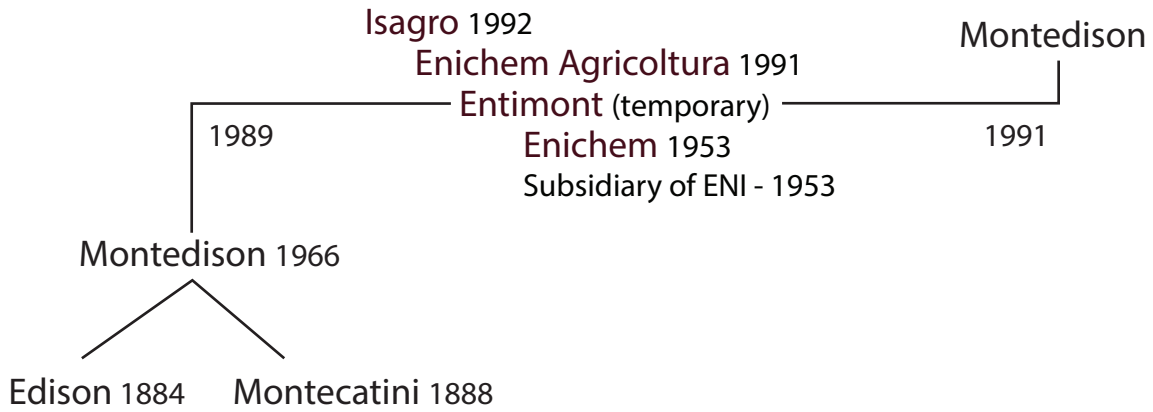 Isagro 1992
Montedison
Enichem Agricoltura 1991
Entimont (temporary)
1989
1991
Enichem 1953
Subsidiary of ENI - 1953
Montedison 1966
Edison 1884
Montecatini 1888